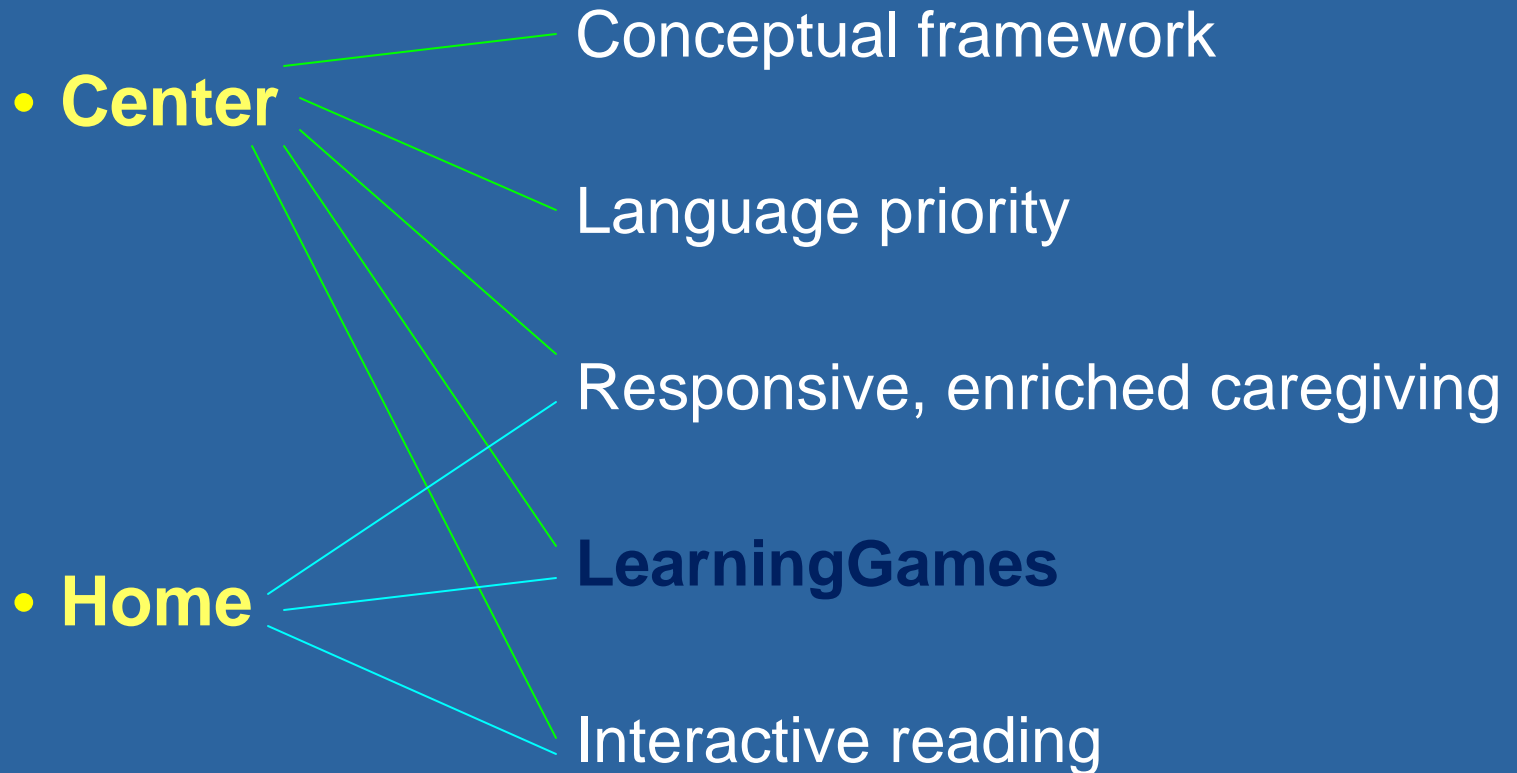 Conceptual framework
• Center
Language priority
Responsive, enriched caregiving
LearningGames
• Home
Interactive reading